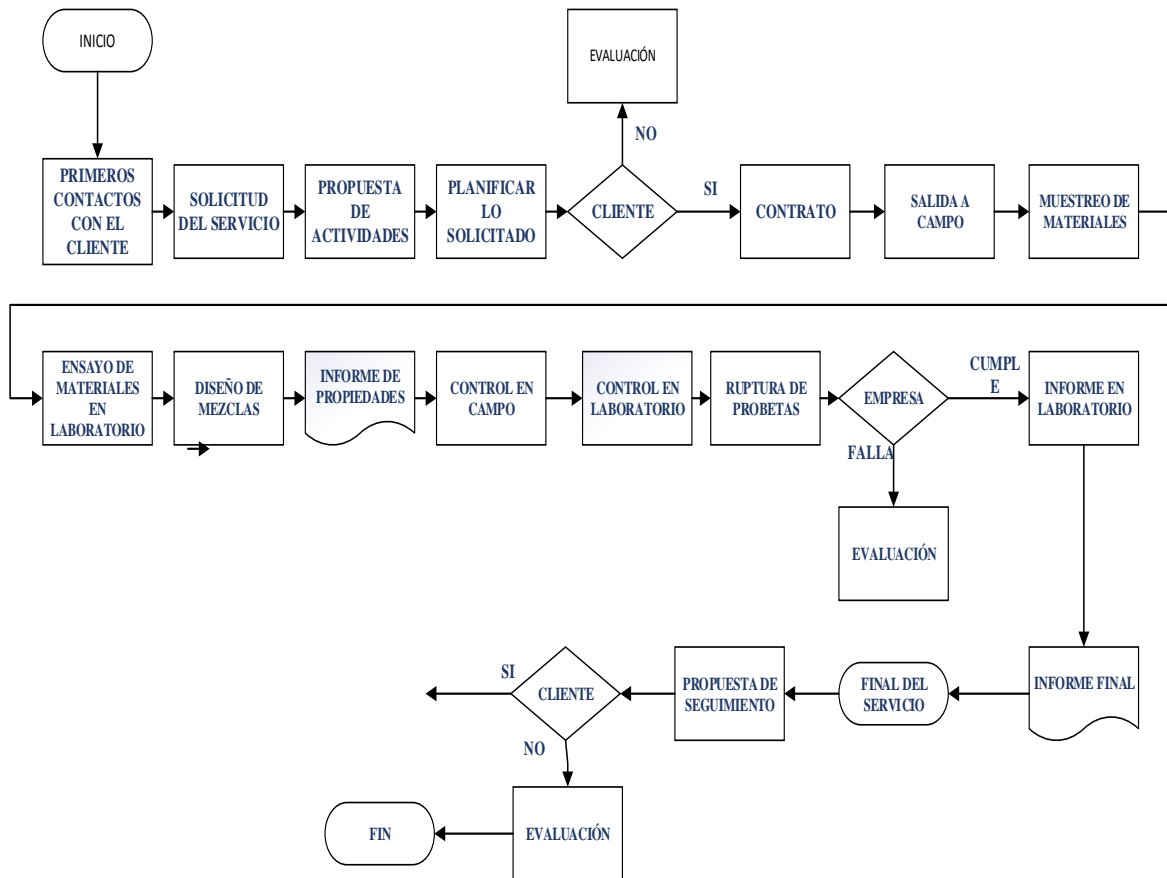 INICIO
EVALUACIÓN
NO
PRIMEROS
CONTACTOS
CON EL
CLIENTE
SOLICITUD
DEL SERVICIO
PROPUESTA
DE
ACTIVIDADES
PLANIFICAR
LO
SOLICITADO
CLIENTE
SI
CONTRATO
SALIDA A
CAMPO
MUESTREO DE
MATERIALES
ENSAYO DE
MATERIALES
EN
LABORATORIO
DISEÑO DE
MEZCLAS
INFORME DE
PROPIEDADES
CONTROL EN
CAMPO
CONTROL EN
LABORATORIO
RUPTURA DE
PROBETAS
EMPRESA
CUMPL
E
INFORME EN
LABORATORIO
FALLA
EVALUACIÓN
INFORME FINAL
FINAL DEL
SERVICIO
PROPUESTA DE
SEGUIMIENTO
CLIENTE
SI
NO
EVALUACIÓN
FIN